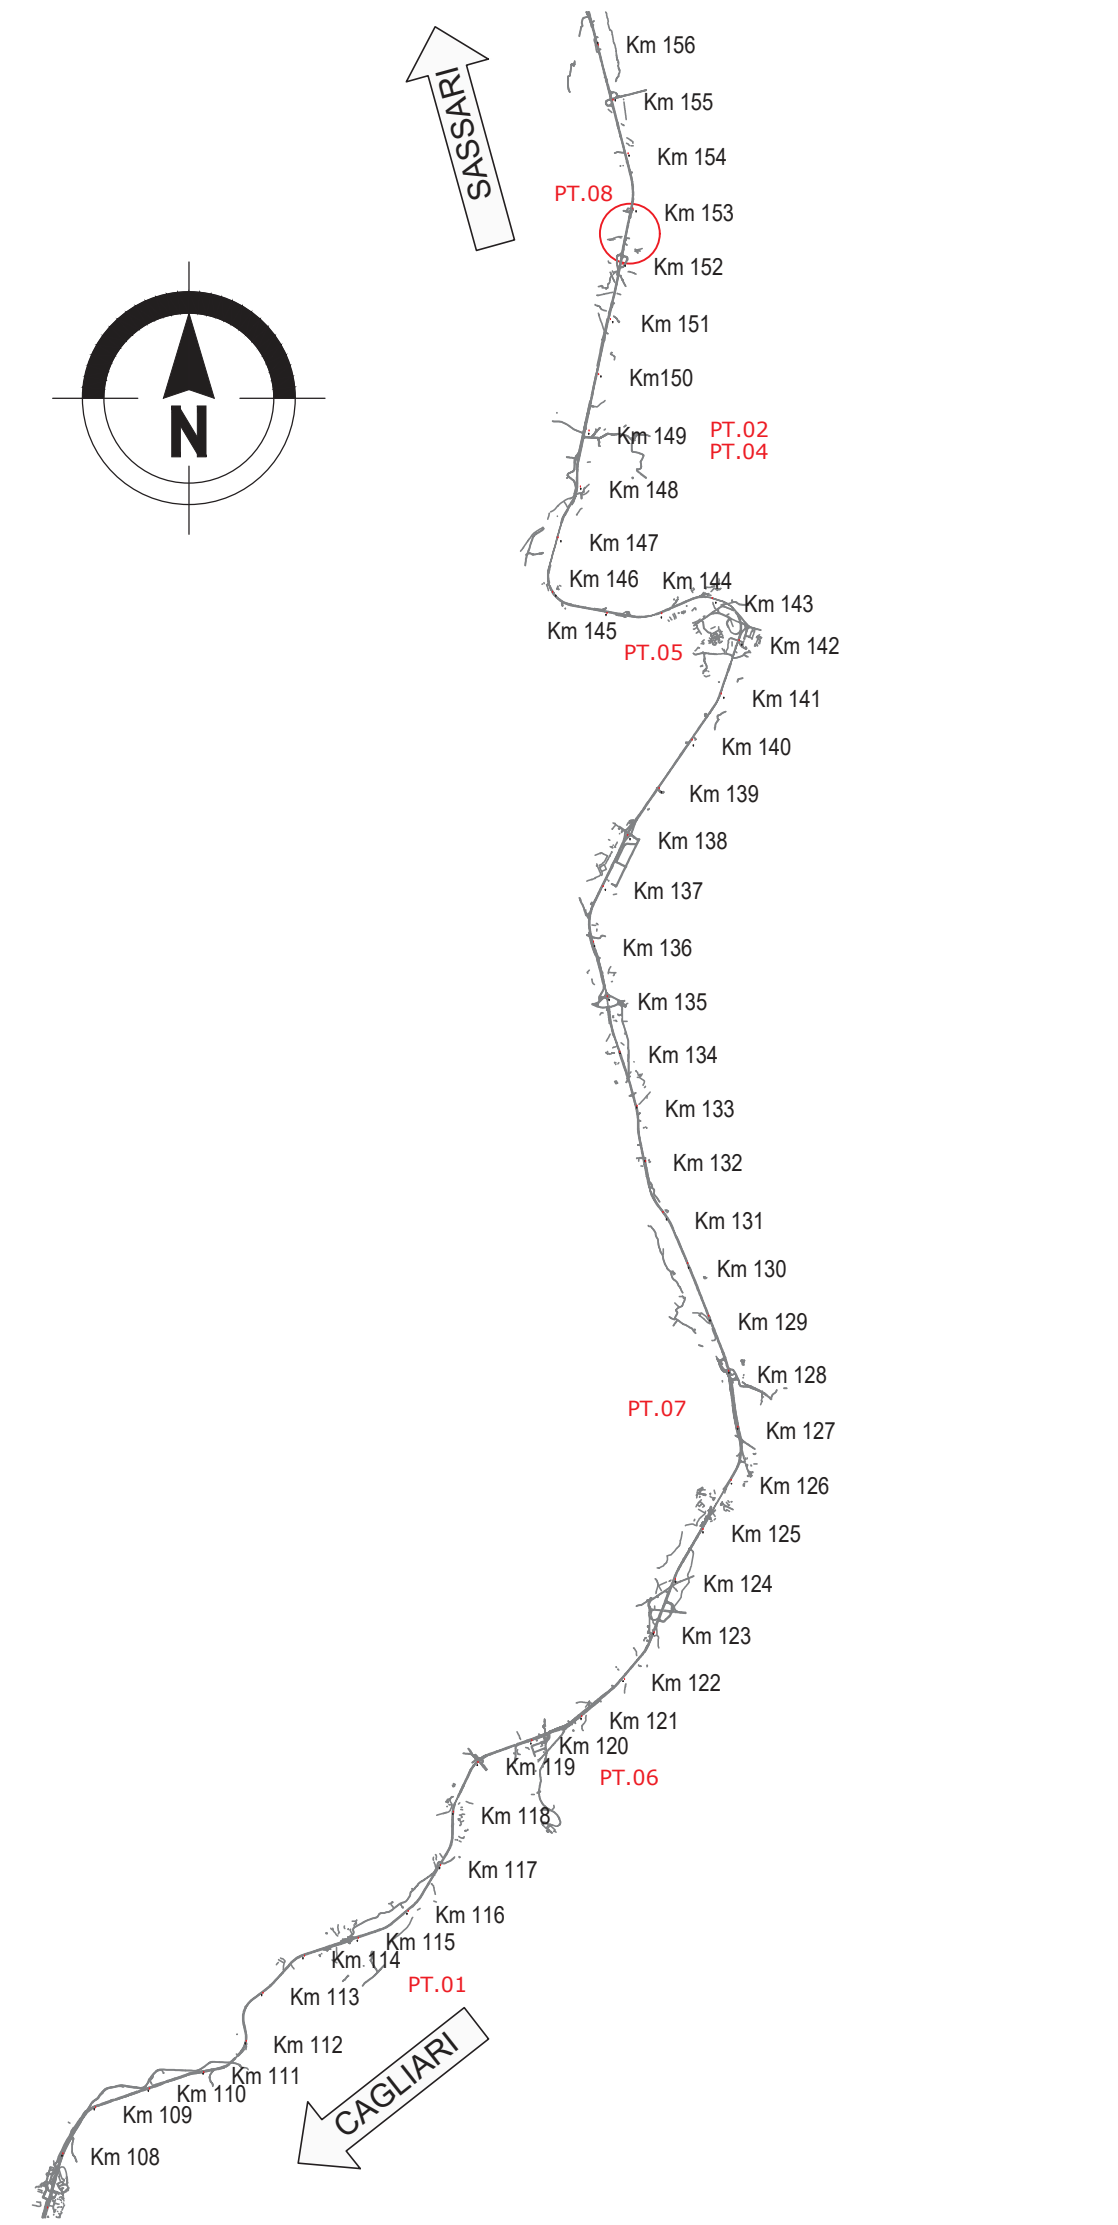 Km 156
SASSARI
Km 155
Km 154
PT.08
Km 153
Km 152
Km 151
Km150
N
Km 149
PT.02
PT.04
Km 148
Km 147
Km 146
Km 144
Km 143
Km 145
Km 142
PT.05
Km 141
Km 140
Km 139
Km 138
Km 137
Km 136
Km 135
Km 134
Km 133
Km 132
Km 131
Km 130
Km 129
Km 128
PT.07
Km 127
Km 126
Km 125
Km 124
Km 123
Km 122
Km 121
Km 120
Km 119
PT.06
Km 118
Km 117
Km 116
Km 115
Km 114
PT.01
Km 113
Km 112
CAGLIARI
Km 111
Km 110
Km 109
Km 108